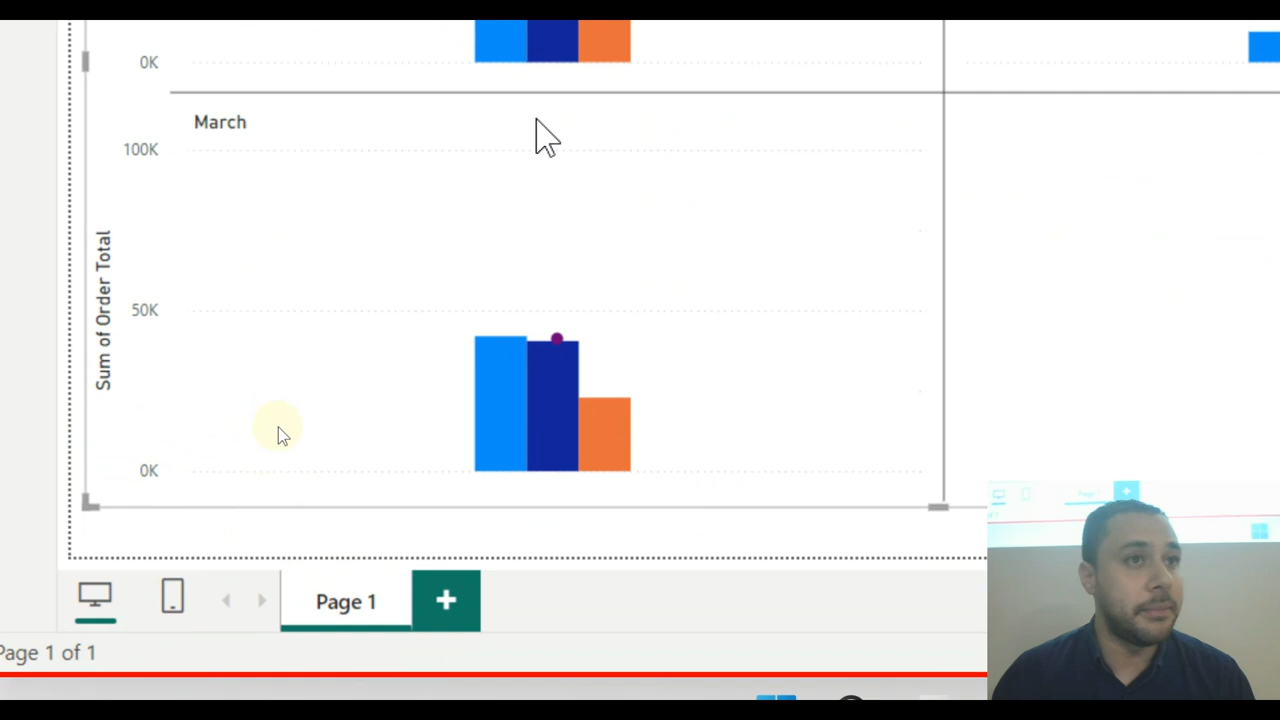 0K
March
100K
Sum of Order Total
50K
0K
Page 1
Page 1 of 1